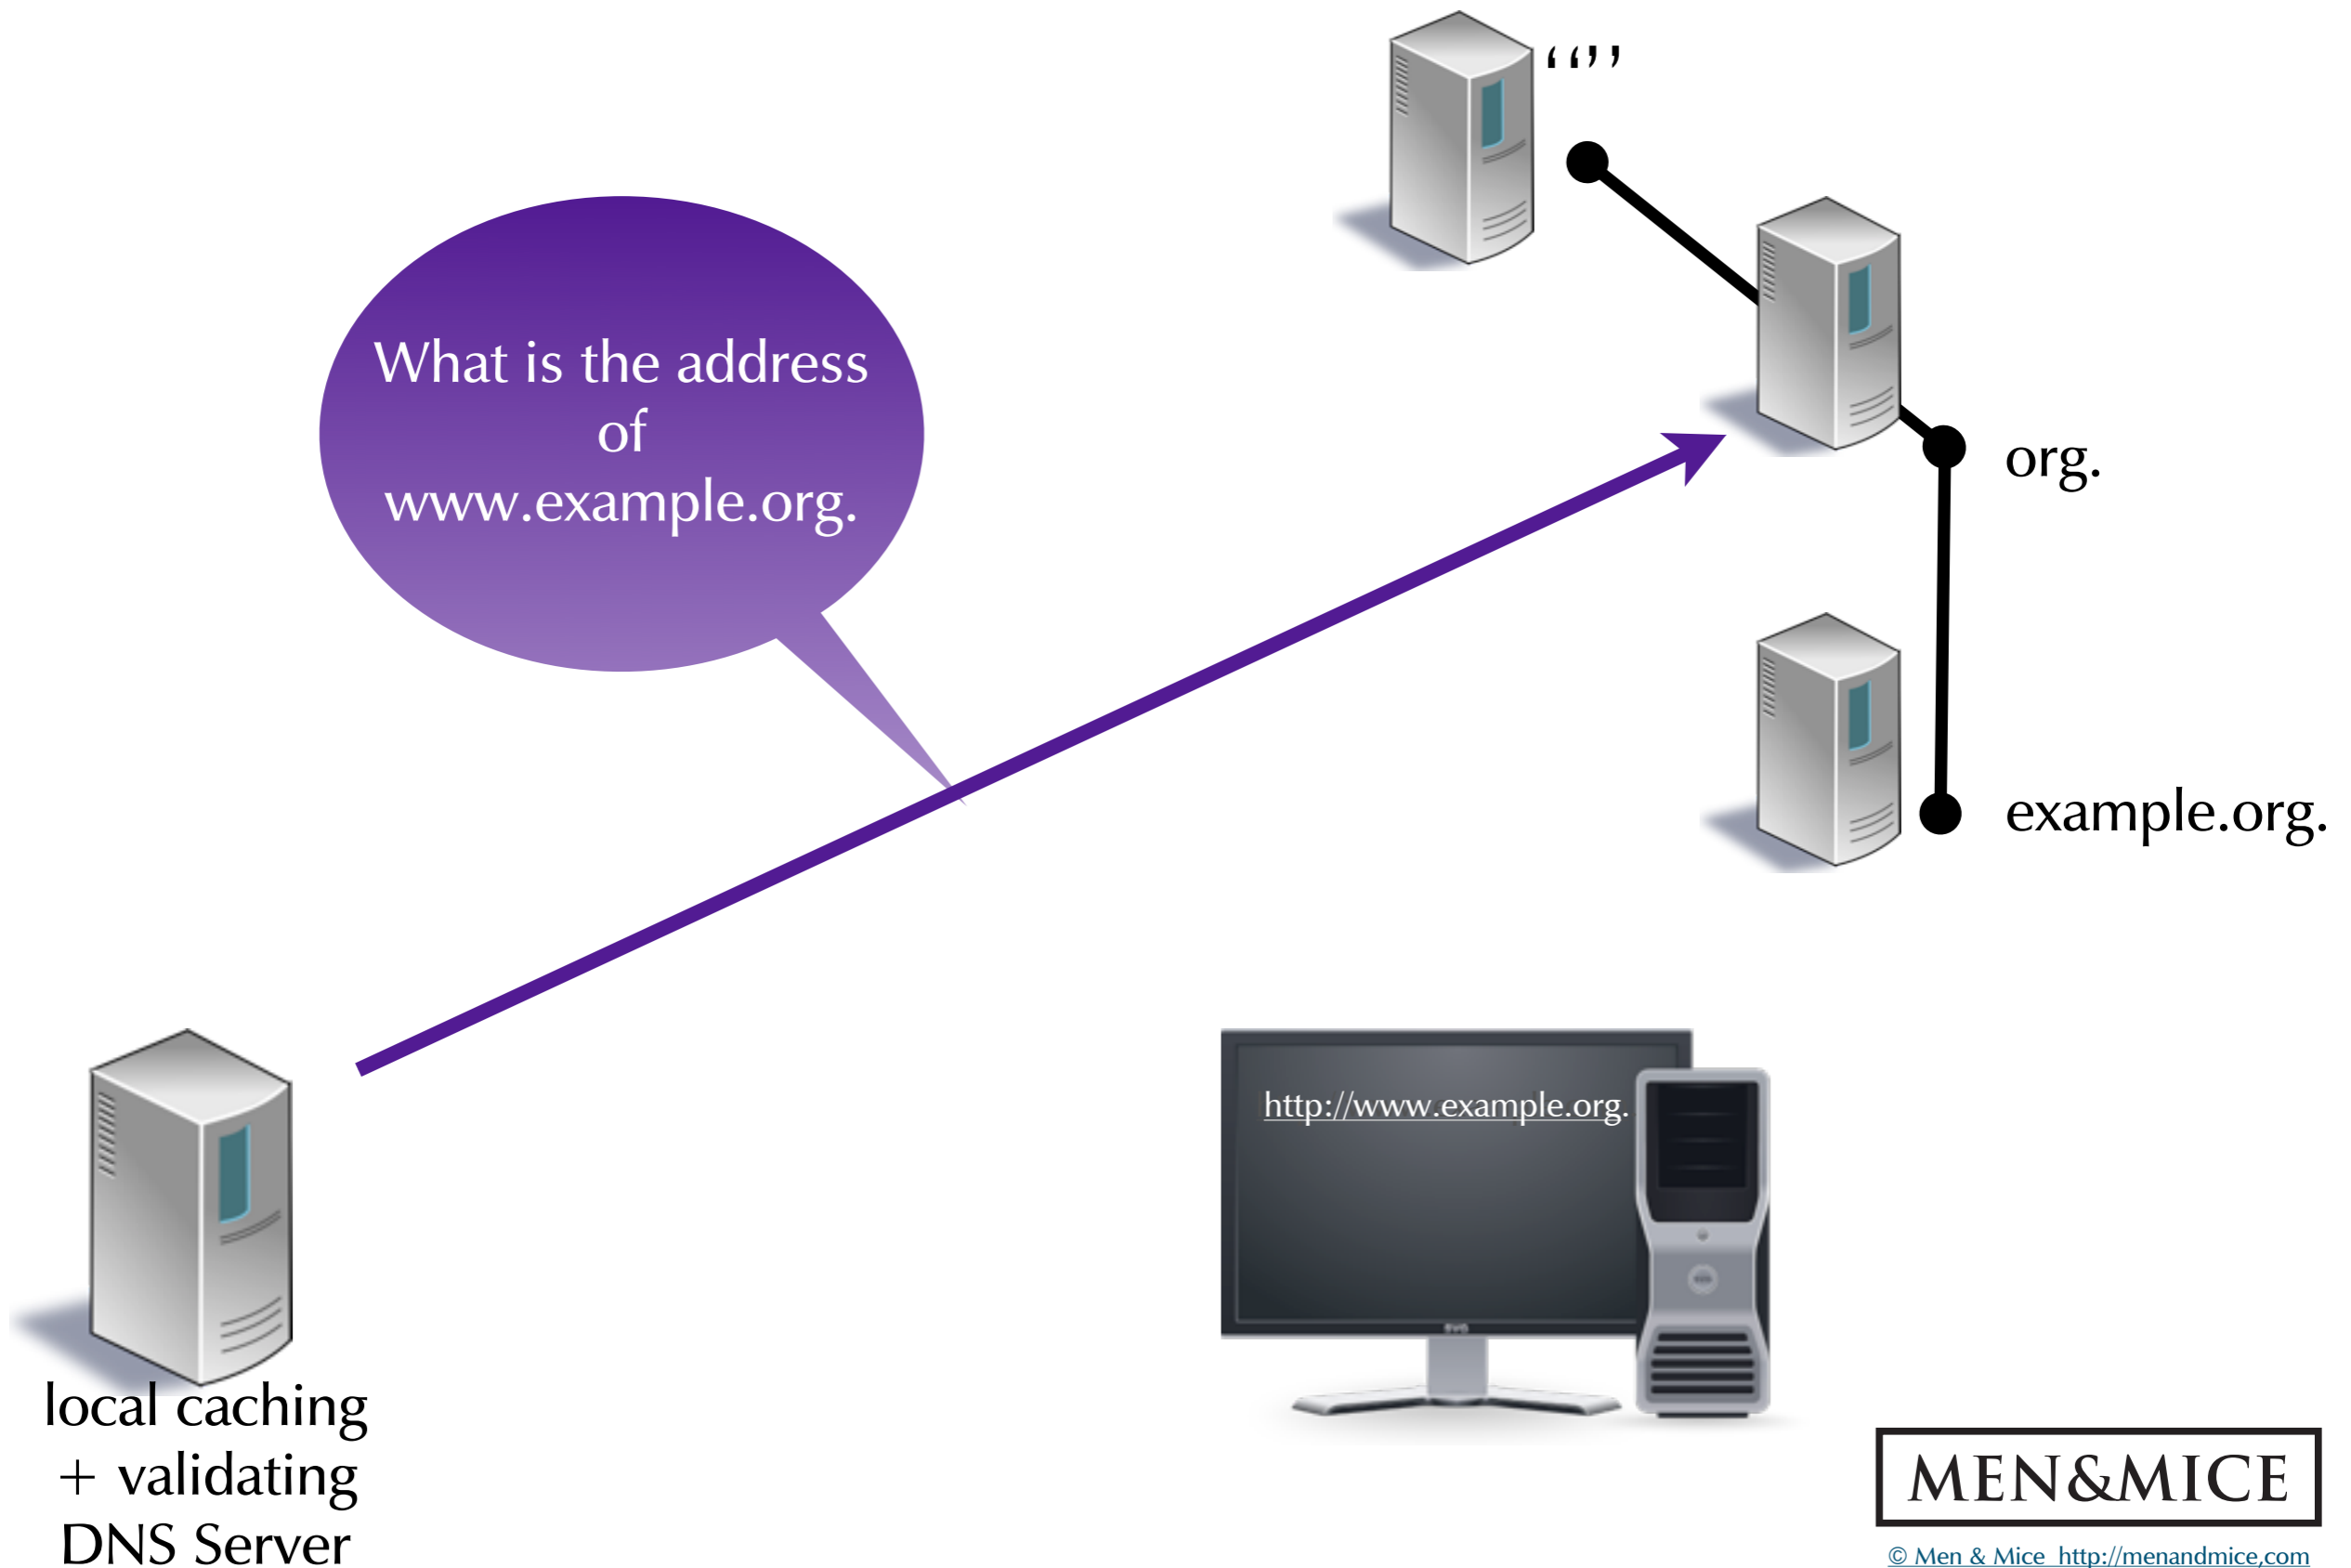 “”
What is the address
of
www.example.org.
org.
example.org.
http://www.example.org.
local caching
+ validating
DNS Server
MEN&MICE
© Men & Mice http://menandmice,com